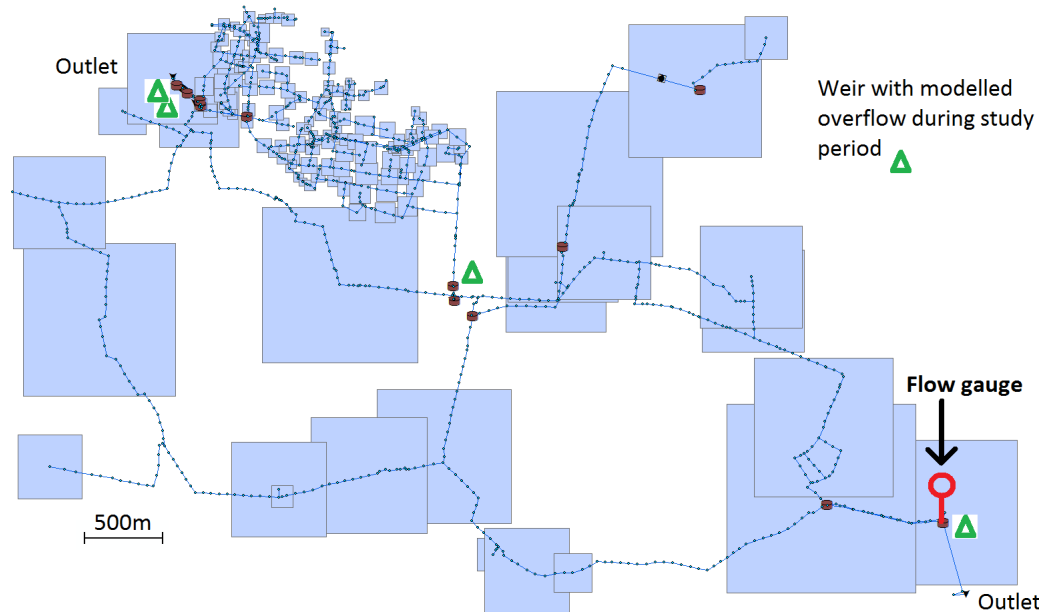 Outlet
Weir with modelled
overflow during study
period
Flow gauge
500m
Outlet